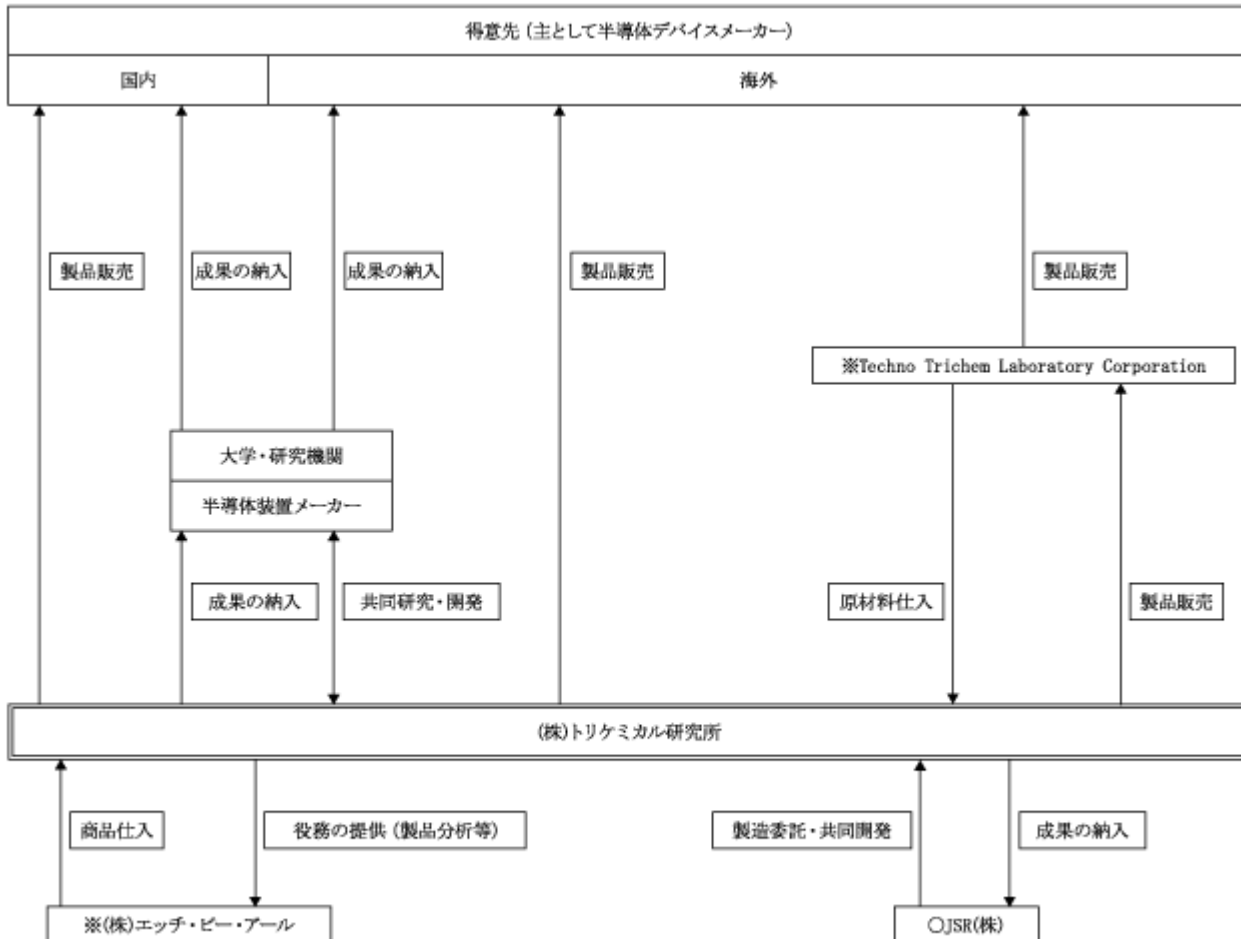 得意先(主として半導体デバイスメーカー)
国内
海外
製品販売
成果の納入
成果の納入
製品販売
製品販売
※Techno Trichem Laboratory Corporation
大学・研究機関
半導体装置メーカー
成果の納入
共同研究・開発
原材料仕入
製品販売
(株)トリケミカル研究所
商品仕入
役務の提供(製品分析等)
製造委託・共同開発
成果の納入
※(株)エッチ・ビー・アール
○JSR(株)